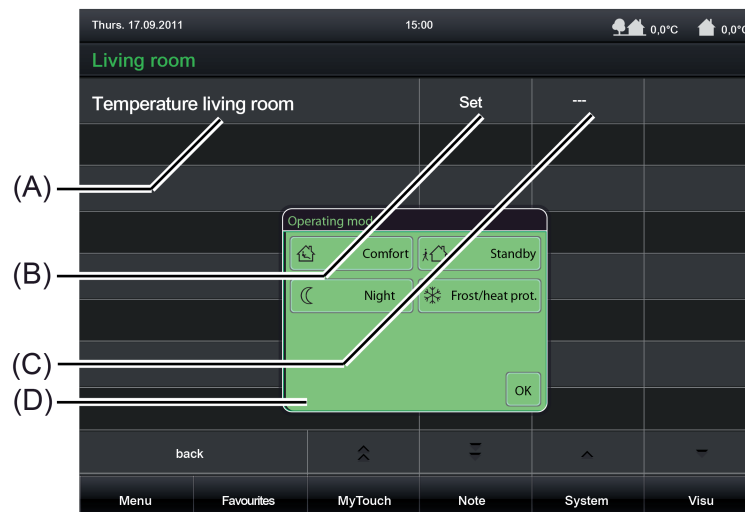 Thurs. 17.09.2011 15:00 0,0°C 0,0°C
Living room
Temperature living room Set ---
(A)
Operating mod
Comfort Standby
(B)
Night Frost/heat prot.
(C)
(D)
OK
back
Menu Favourites MyTouch Note System Visu